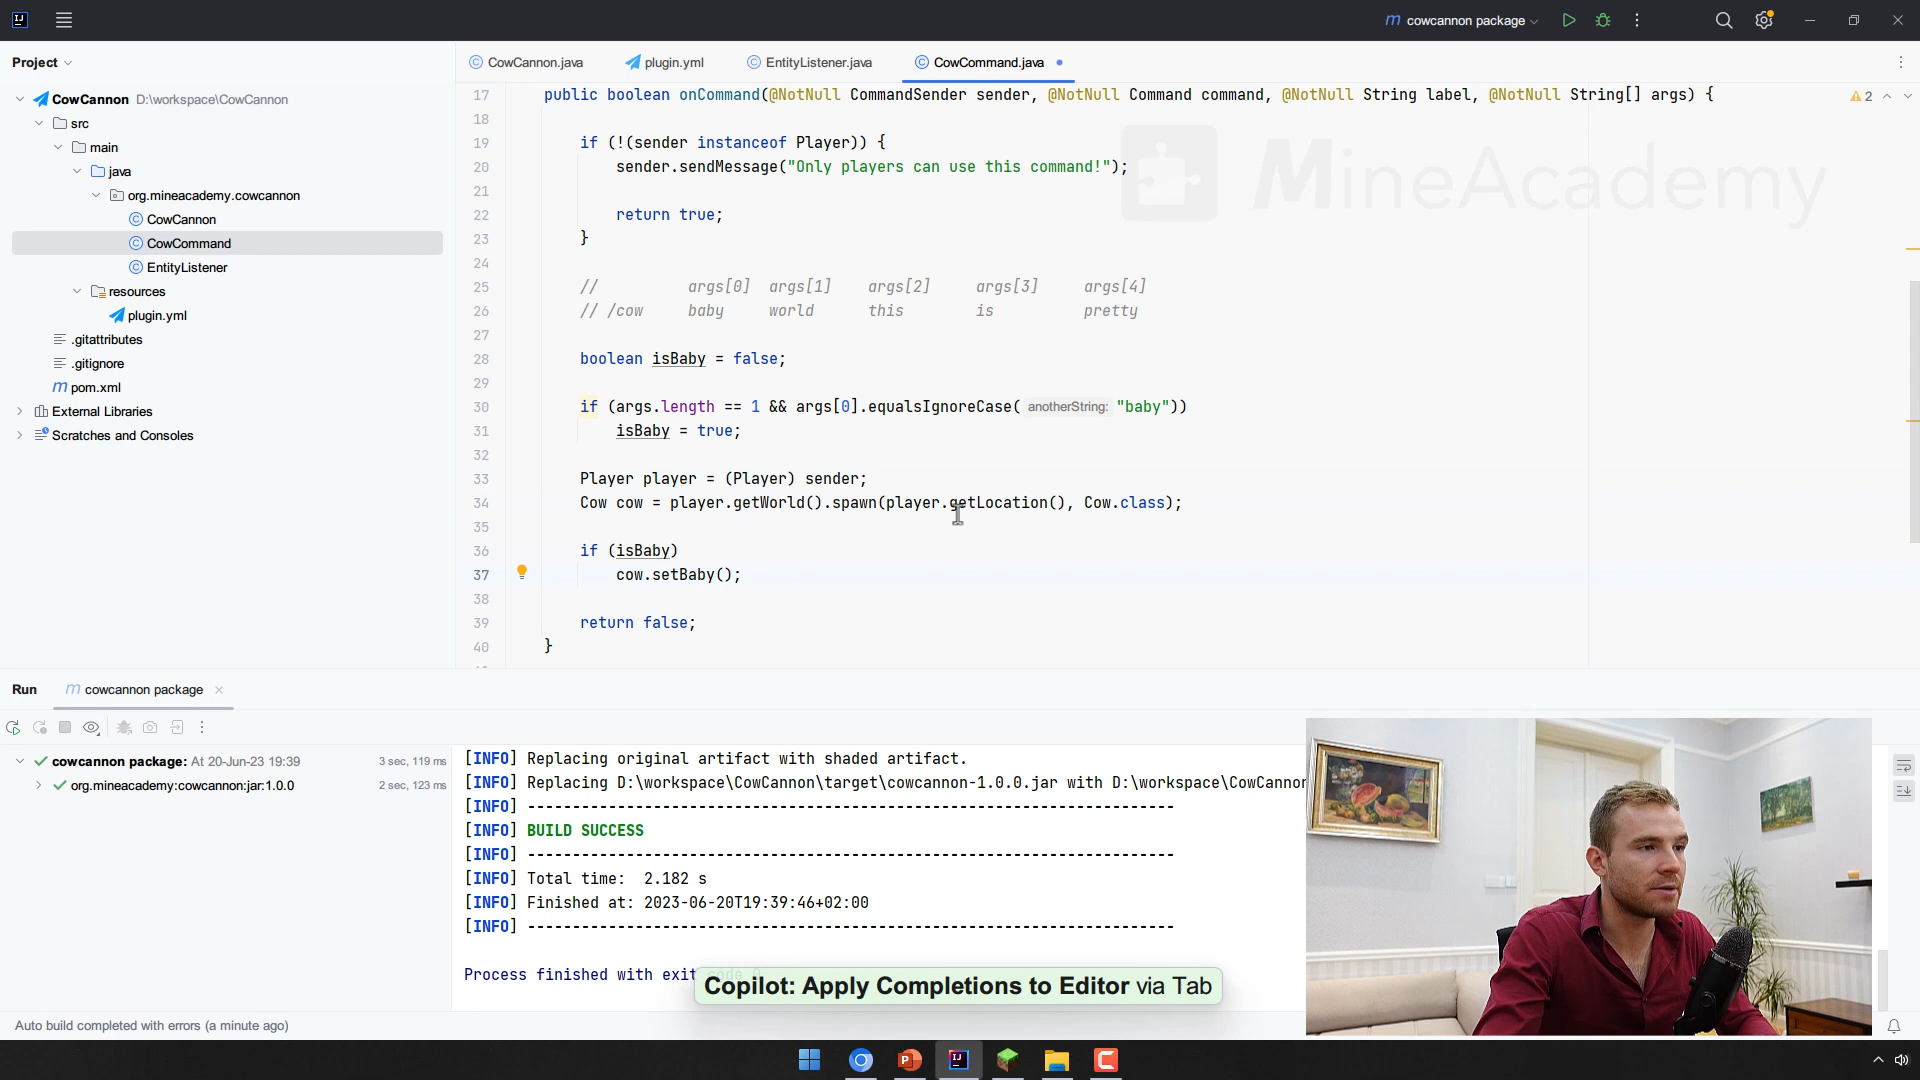 IJ
m cowcannon package
Project
CowCannon.java
plugin.yml
EntityListener.java
CowCommand.java
CowCannon D:\workspace\CowCannon
src
main
java
org.mineacademy.cowcannon
CowCannon
CowCommand
EntityListener
resources
plugin.yml
.gitattributes
.gitignore
m pom.xml
External Libraries
Scratches and Consoles
2
MineAcademy
17 public boolean onCommand(@NotNull CommandSender sender, @NotNull Command command, @NotNull String label, @NotNull String[] args) {
18
19 if (!(sender instanceof Player)) {
20 sender.sendMessage("Only players can use this command!");
21
22 return true;
23 }
24
25 // args[0] args[1] args[2] args[3] args[4]
26 // /cow baby world this is pretty
27
28 boolean isBaby = false;
29
30 if (args.length == 1 && args[0].equalsIgnoreCase( anotherString: "baby"))
31 isBaby = true;
32
33 Player player = (Player) sender;
34 Cow cow = player.getWorld().spawn(player.getLocation(), Cow.class);
35
36 if (isBaby)
37 cow.setBaby();
38
39 return false;
40 }
Run
m cowcannon package
cowcannon package: At 20-Jun-23 19:39 3 sec, 119 ms
org.mineacademy:cowcannon:jar:1.0.0 2 sec, 123 ms
[INFO] Replacing original artifact with shaded artifact.
[INFO] Replacing D:\workspace\CowCannon\target\cowcannon-1.0.0.jar with D:\workspace\CowCannon
[INFO] ------------------------------------------------------------------------
[INFO] BUILD SUCCESS
[INFO] ------------------------------------------------------------------------
[INFO] Total time:  2.182 s
[INFO] Finished at: 2023-06-20T19:39:46+02:00
[INFO] ------------------------------------------------------------------------
Process finished with exit code 0
Copilot: Apply Completions to Editor via Tab
Auto build completed with errors (a minute ago)